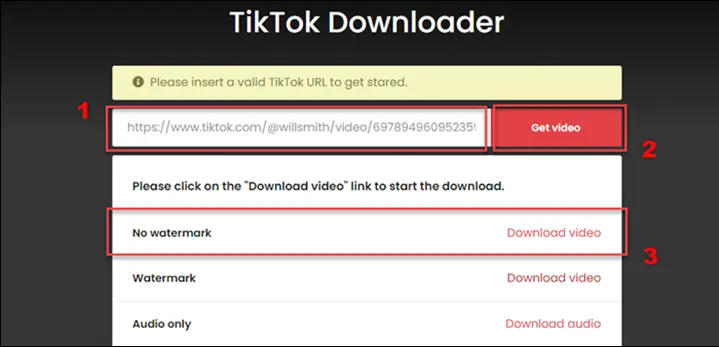 TikTok Downloader
Please insert a valid TikTok URL to get stared.
1
https://www.tiktok.com/@willsmith/video/697894960952359
Get video
2
Please click on the "Download video" link to start the download.
No watermark
Download video
3
Watermark
Download video
Audio only
Download audio